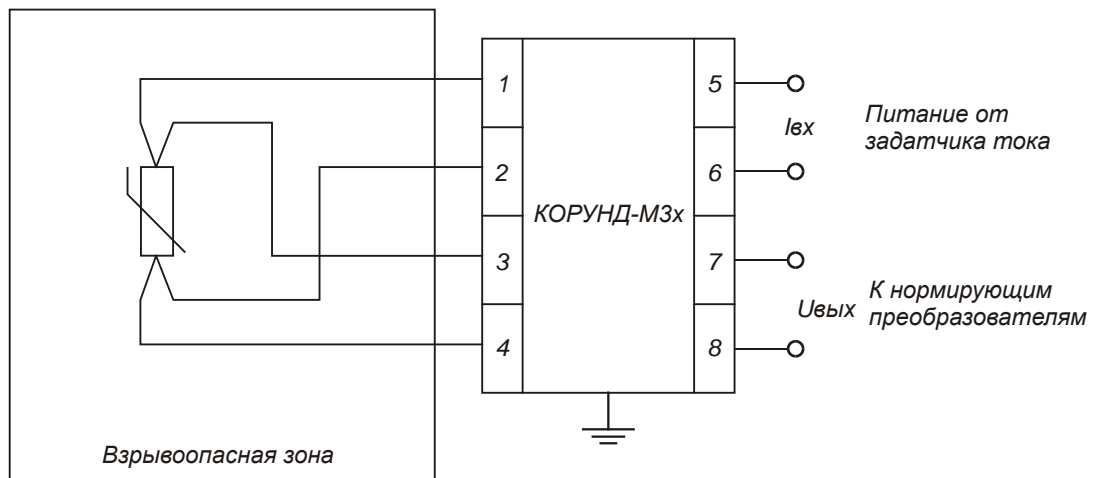 1
2
3
4
КОРУНД-М3х
5
6
7
8
Iвх
Питание от
задатчика тока
Uвых
К нормирующим
преобразователям
Взрывоопасная зона